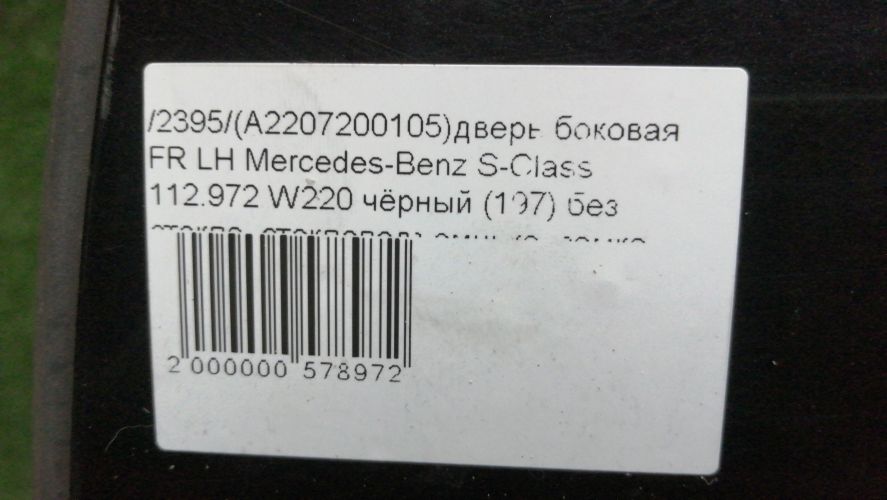 /2395/(A2207200105)дверь боковая
FR LH Mercedes-Benz S-Class
112.972 W220 чёрный (197) без
2 000000 578972